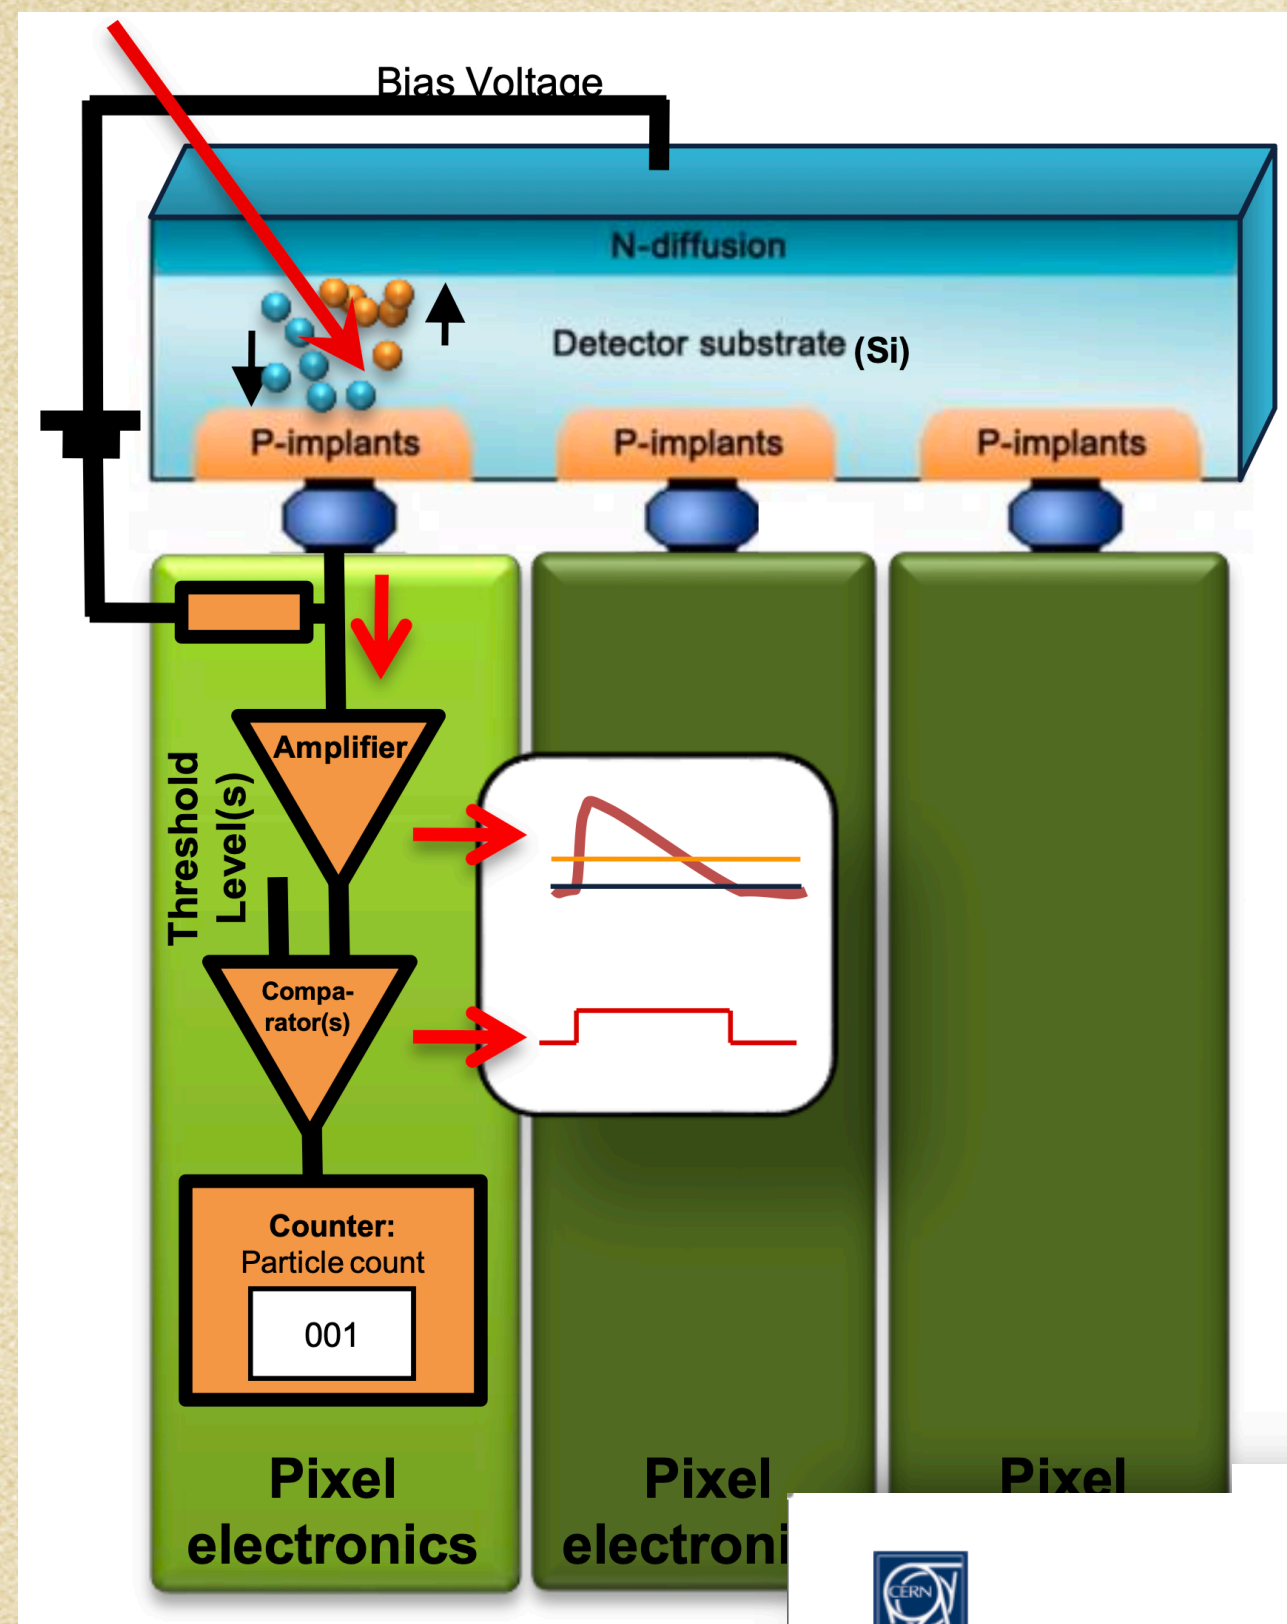 Bias Voltage
N-diffusion
Detector substrate (Si)
P-implants
P-implants
P-implants
Amplifier
Threshold
Level(s)
Compa-
rator(s)
Counter:
Particle count
001
Pixel
electronics
Pixel
electroni
Pixel
CERN